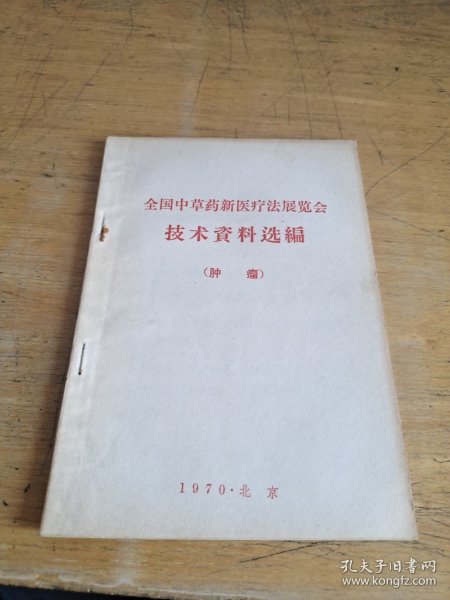 全国中草药新医疗法展览会
技术資料选編
（肿 瘤）
1970·北 京
孔夫子旧书网
www.kongfz.com